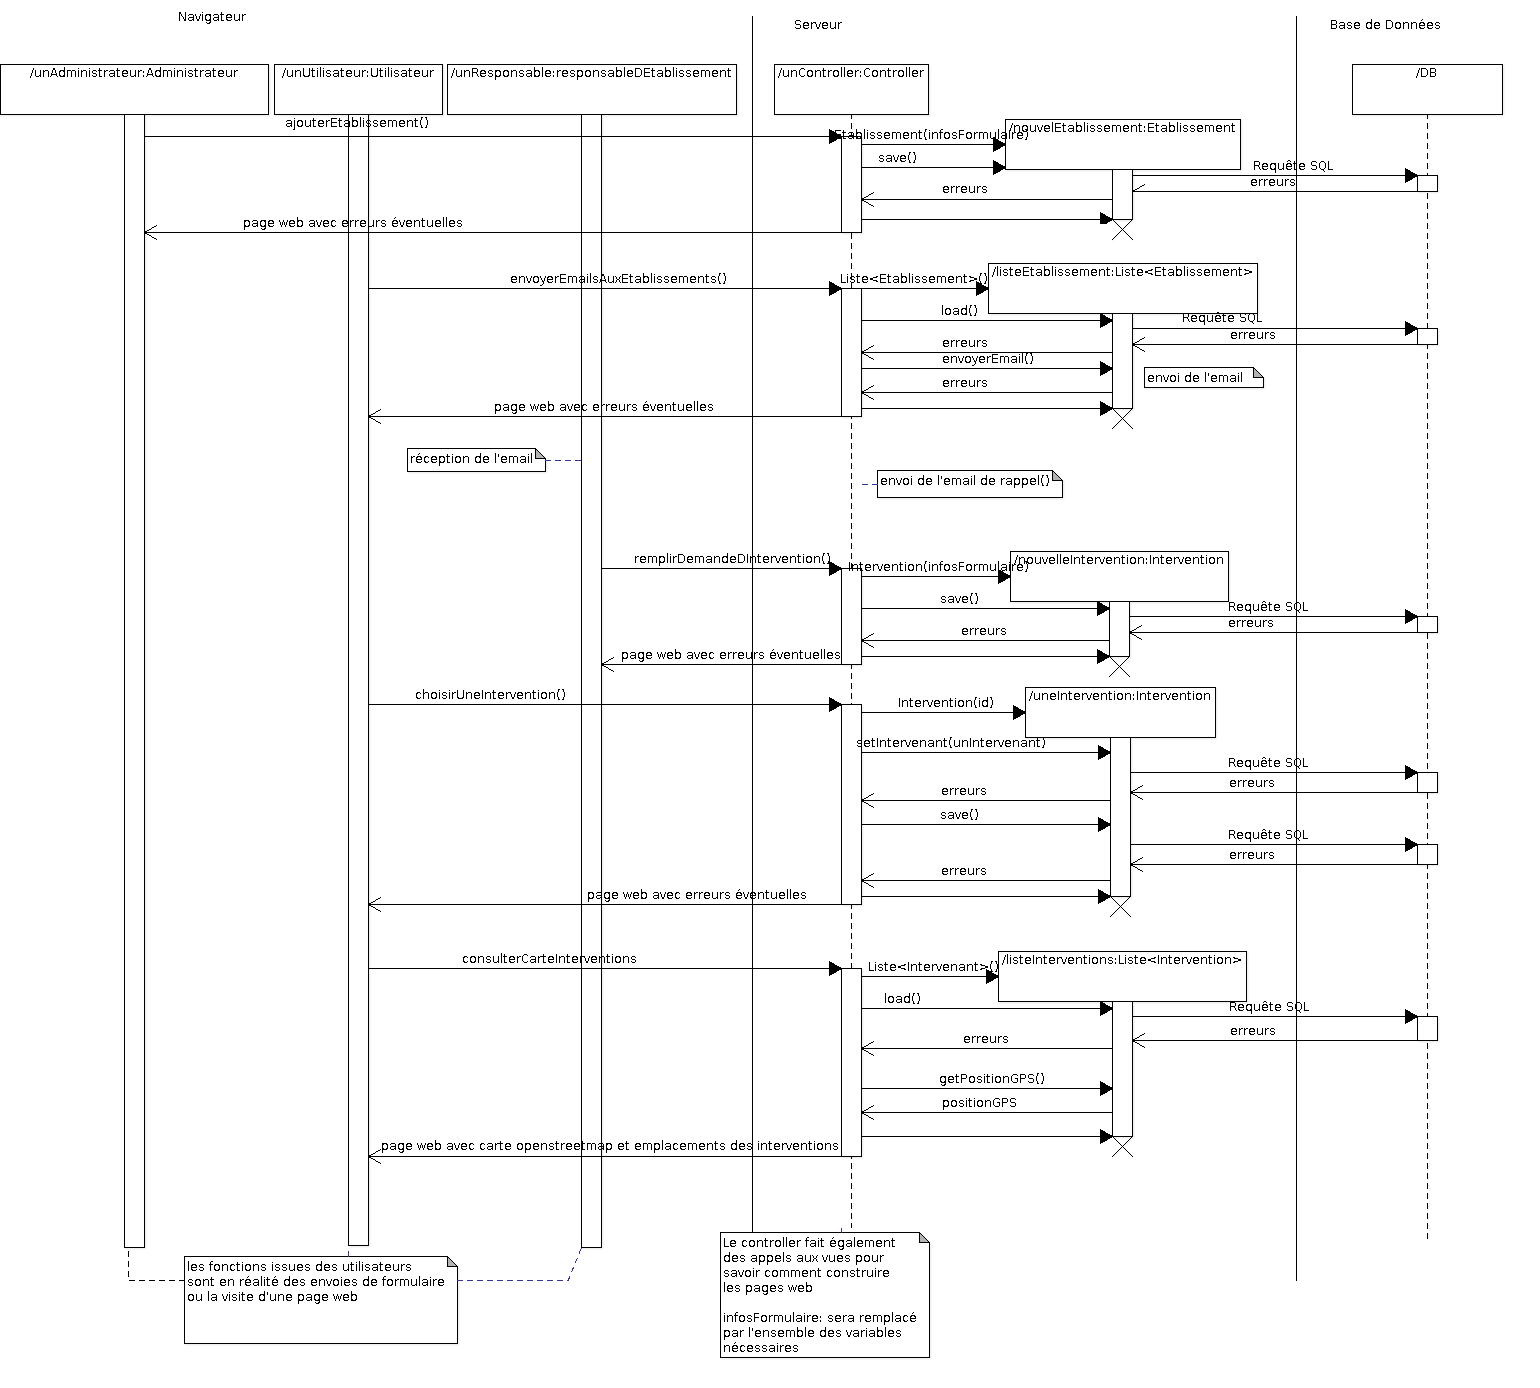 Navigateur
Serveur
Base de Données
/unAdministrateur:Administrateur
/unUtilisateur:Utilisateur
/unResponsable:responsableDEtablissement
/unController:Controller
/DB
ajouterEtablissement()
Etablissement(infosFormulaire)
/nouvelEtablissement:Etablissement
save()
Requête SQL
erreurs
erreurs
page web avec erreurs éventuelles
envoyerEmailsAuxEtablissements()
Liste<Etablissement>()
/listeEtablissement:Liste<Etablissement>
load()
Requête SQL
erreurs
erreurs
envoyerEmail()
envoi de l'email
erreurs
page web avec erreurs éventuelles
réception de l'email
envoi de l'email de rappel()
remplirDemandeDIntervention()
Intervention(infosFormulaire)
/nouvelleIntervention:Intervention
save()
Requête SQL
erreurs
erreurs
page web avec erreurs éventuelles
choisirUneIntervention()
Intervention(id)
/uneIntervention:Intervention
setIntervenant(unIntervenant)
Requête SQL
erreurs
erreurs
save()
Requête SQL
erreurs
erreurs
page web avec erreurs éventuelles
consulterCarteInterventions
Liste<Intervenant>()
/listeInterventions:Liste<Intervention>
load()
Requête SQL
erreurs
erreurs
getPositionGPS()
positionGPS
page web avec carte openstreetmap et emplacements des interventions
les fonctions issues des utilisateurs
sont en réalité des envoies de formulaire
ou la visite d'une page web
Le controller fait également
des appels aux vues pour
savoir comment construire
les pages web
infosFormulaire: sera remplacé
par l'ensemble des variables
nécessaires